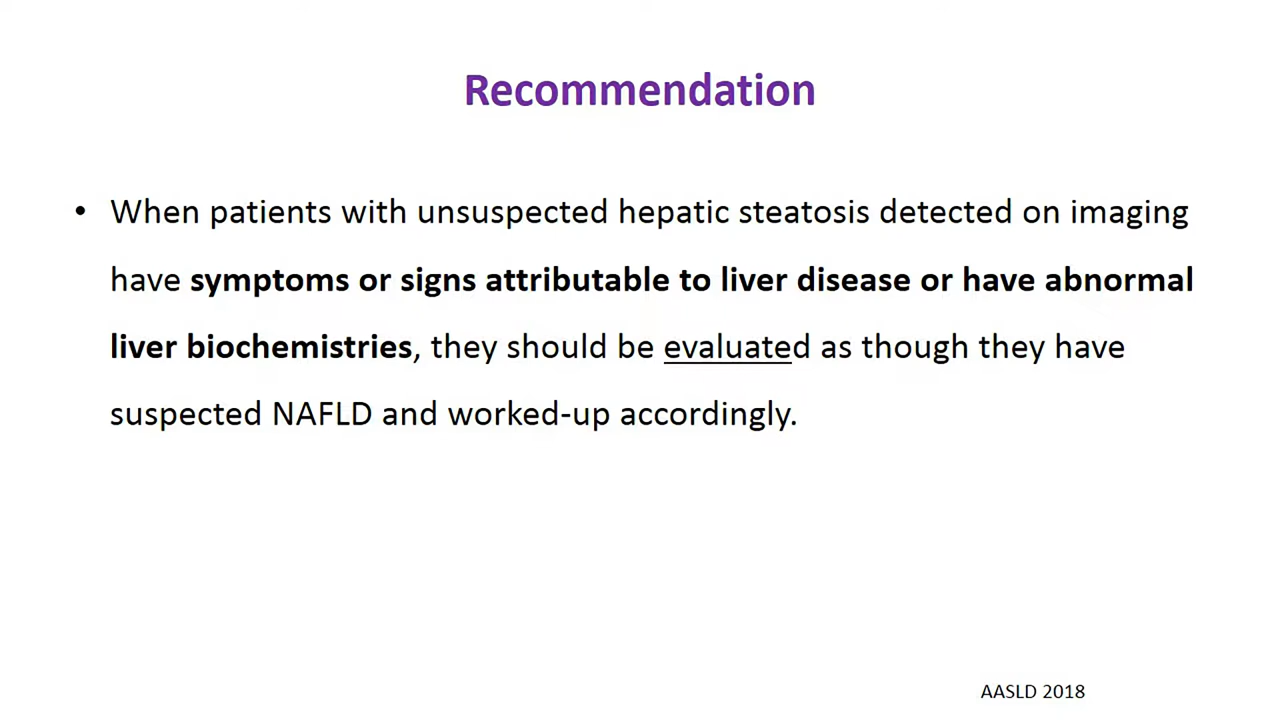 Recommendation
• When patients with unsuspected hepatic steatosis detected on imaging
have symptoms or signs attributable to liver disease or have abnormal
liver biochemistries, they should be evaluated as though they have
suspected NAFLD and worked-up accordingly.
AASLD 2018